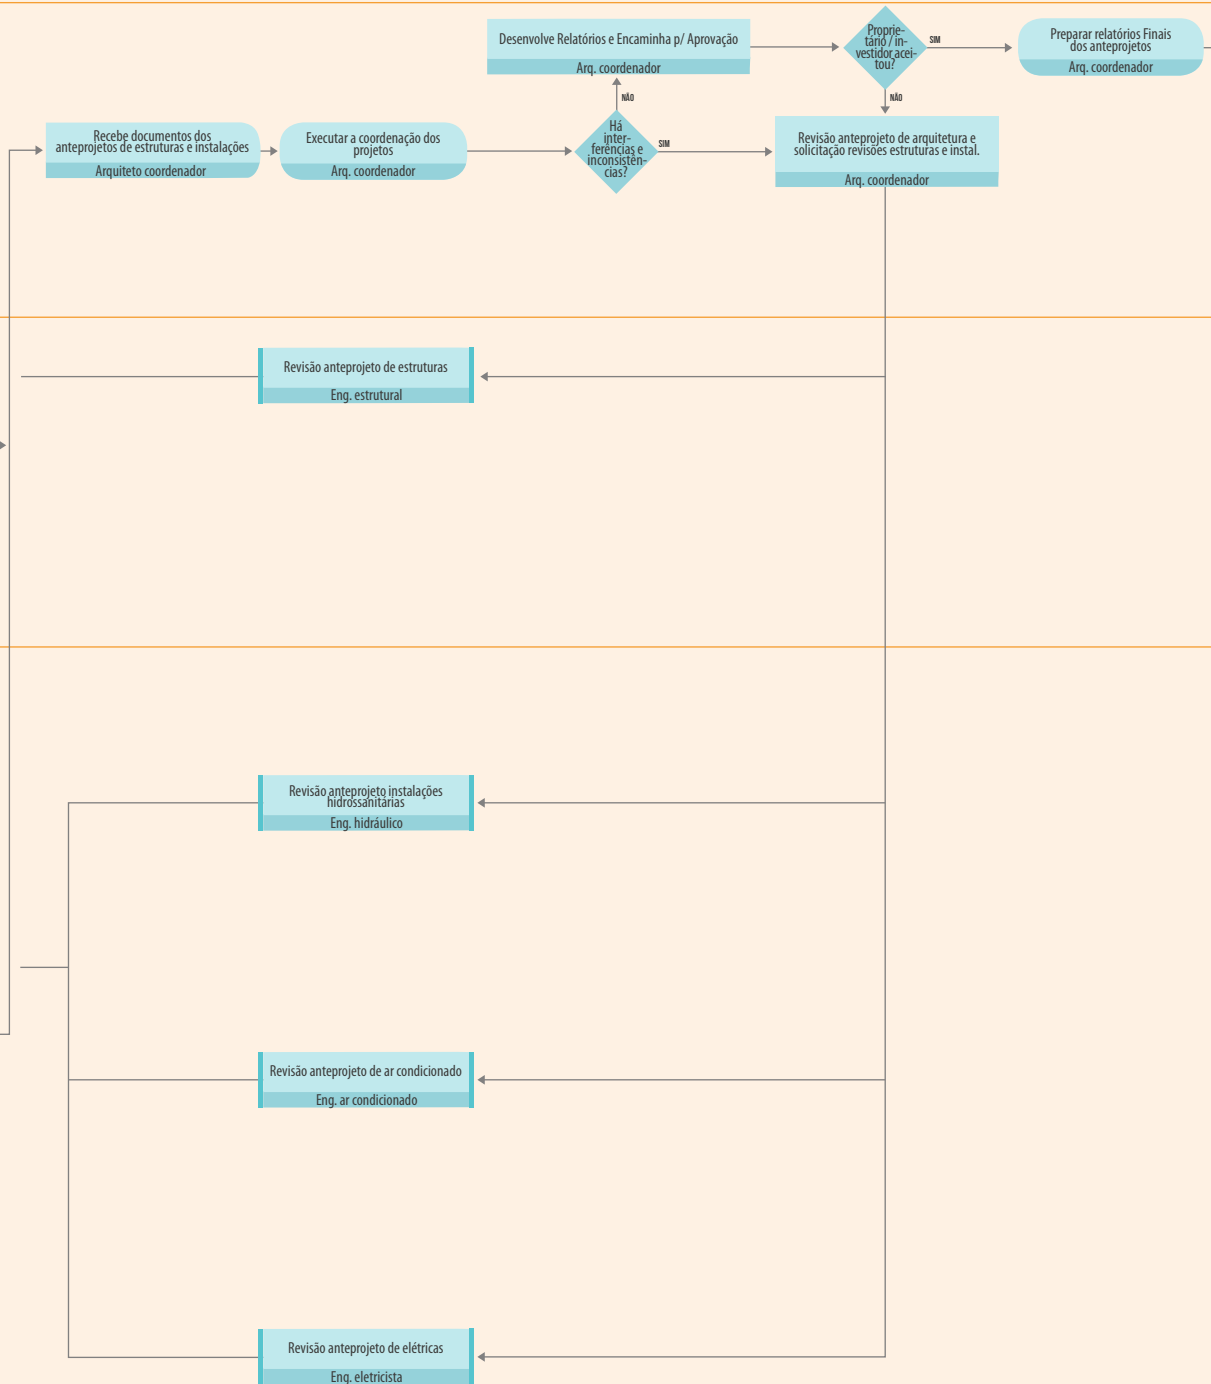 Desenvolve Relatórios e Encaminha p/ Aprovação
Arq. coordenador
Proprie-
tário / in-
vestidor acei-
tou?
SIM
NÃO
Preparar relatórios Finais
dos anteprojetos
Arq. coordenador
Recebe documentos dos
anteprojetos de estruturas e instalações
Arquiteto coordenador
Executar a coordenação dos
projetos
Arq. coordenador
NÃO
Há
inter-
ferências e
inconsistên-
cias?
SIM
Revisão anteprojeto de arquitetura e
solicitação revisões estruturas e instal.
Arq. coordenador
Revisão anteprojeto de estruturas
Eng. estrutural
Revisão anteprojeto instalações
hidrossanitárias
Eng. hidráulico
Revisão anteprojeto de ar condicionado
Eng. ar condicionado
Revisão anteprojeto de elétricas
Eng. eletricista